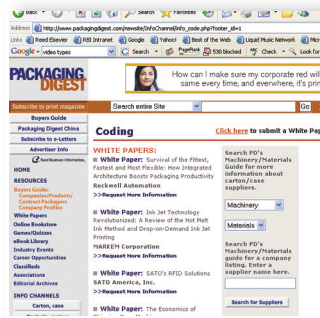 Back Search Favorites
Address http://www.packagingdigest.com/newsite/InfoChannel/info_code.php?footer_id=1
Links Reed Elsevier RBI Intranet Google Yahoo! Best of the Web Liquid Music Network
Google video types Search PageRank 530 blocked Check Look for
PACKAGING DIGEST
How can I make sure my corporate red wil
same every time, and everywhere, it's prin
Subscribe to print magazine
Search entire Site Go
Buyers Guide
Packaging Digest China
Subscribe to e-Letters
Advertiser Info
Reed Business Information.
HOME
RESOURCES
Buyers Guide:
Companies/Products/
Contract Packagers
Company Profiles
White Papers
Online Bookstore
Games/Quizzes
eBook Library
Industry Events
Career Opportunities
Classifieds
Associations
Editorial Archives
INFO CHANNELS
Carton, case
Coding
Click here to submit a White Pap
WHITE PAPERS:
White Paper: Survival of the Fittest,
Fastest and Most Flexible: How Integrated
Architecture Boosts Packaging Productivity
Rockwell Automation
>>Request More Information
White Paper: Ink Jet Technology
Revolutionized: A Review of the Hot Melt
Ink Method and Drop-on-Demand Ink Jet
Printing
MARKEM Corporation
>>Request More Information
White Paper: SATO's RFID Solutions
SATO America, Inc.
>>Request More Information
White Paper: The Economics of
Search PD's
Machinery/Materials
Guide for more
information about
carton/case
suppliers.
Machinery
Materials
Search PD's
Machinery/Materials
guide for a company
listing. Enter a
supplier name here.
Search for Suppliers